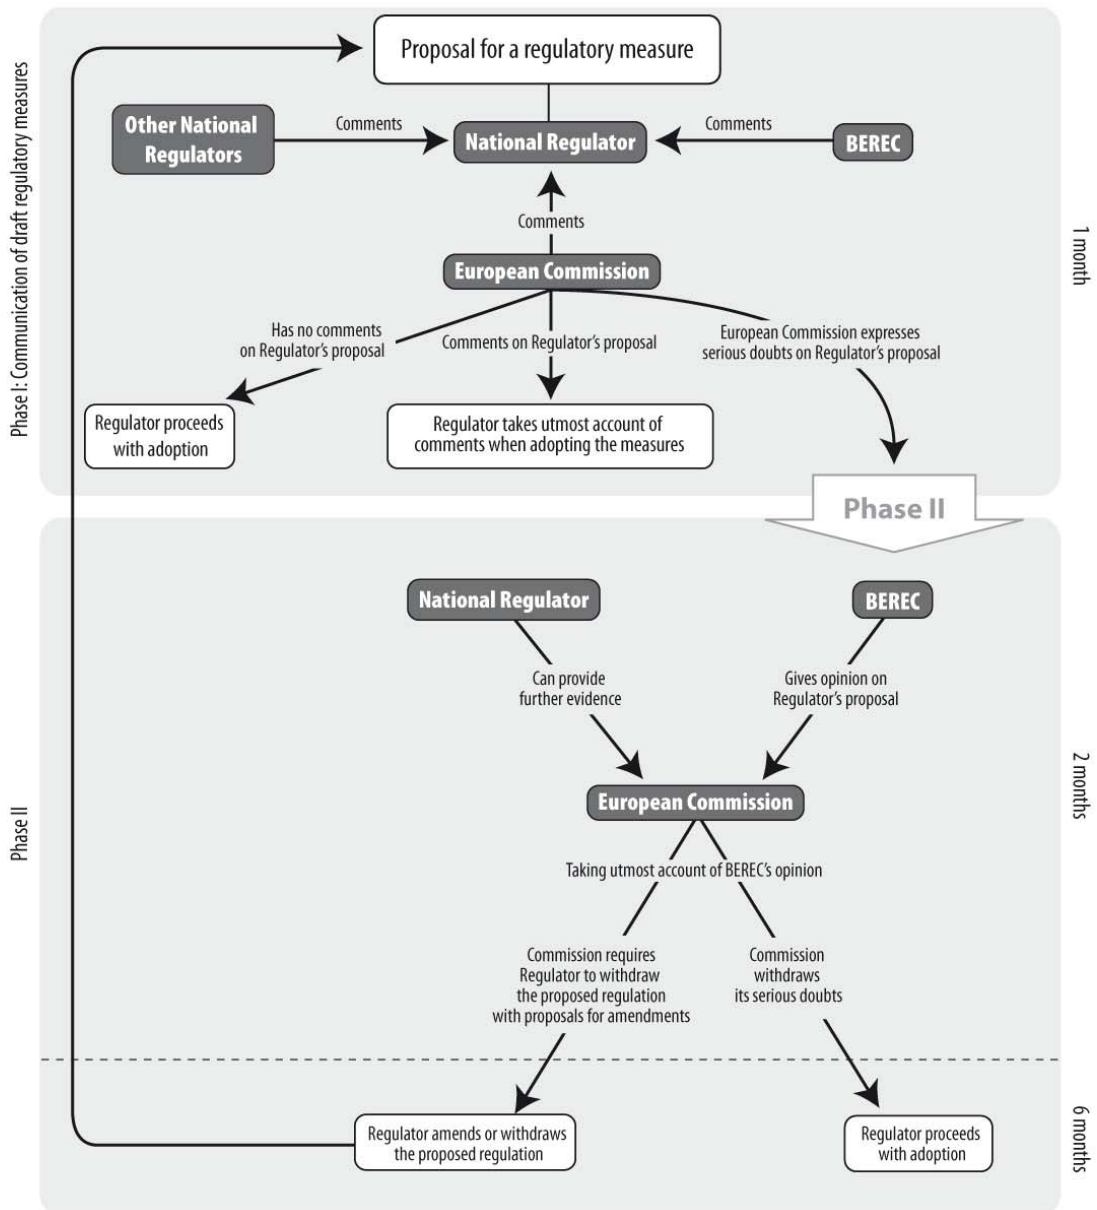 Proposal for a regulatory measure
Phase I: Communication of draft regulatory measures
Other National
Regulators
Comments
National Regulator
Comments
BEREC
Comments
European Commission
1 month
Has no comments
on Regulator's proposal
Comments on Regulator's proposal
European Commission expresses
serious doubts on Regulator's proposal
Regulator proceeds
with adoption
Regulator takes utmost account of
comments when adopting the measures
Phase II
National Regulator
BEREC
Can provide
further evidence
Gives opinion on
Regulator's proposal
European Commission
2 months
Phase II
Taking utmost account of BEREC's opinion
Commission requires
Regulator to withdraw
the proposed regulation
with proposals for amendments
Commission
withdraws
its serious doubts
Regulator amends or withdraws
the proposed regulation
Regulator proceeds
with adoption
6 months